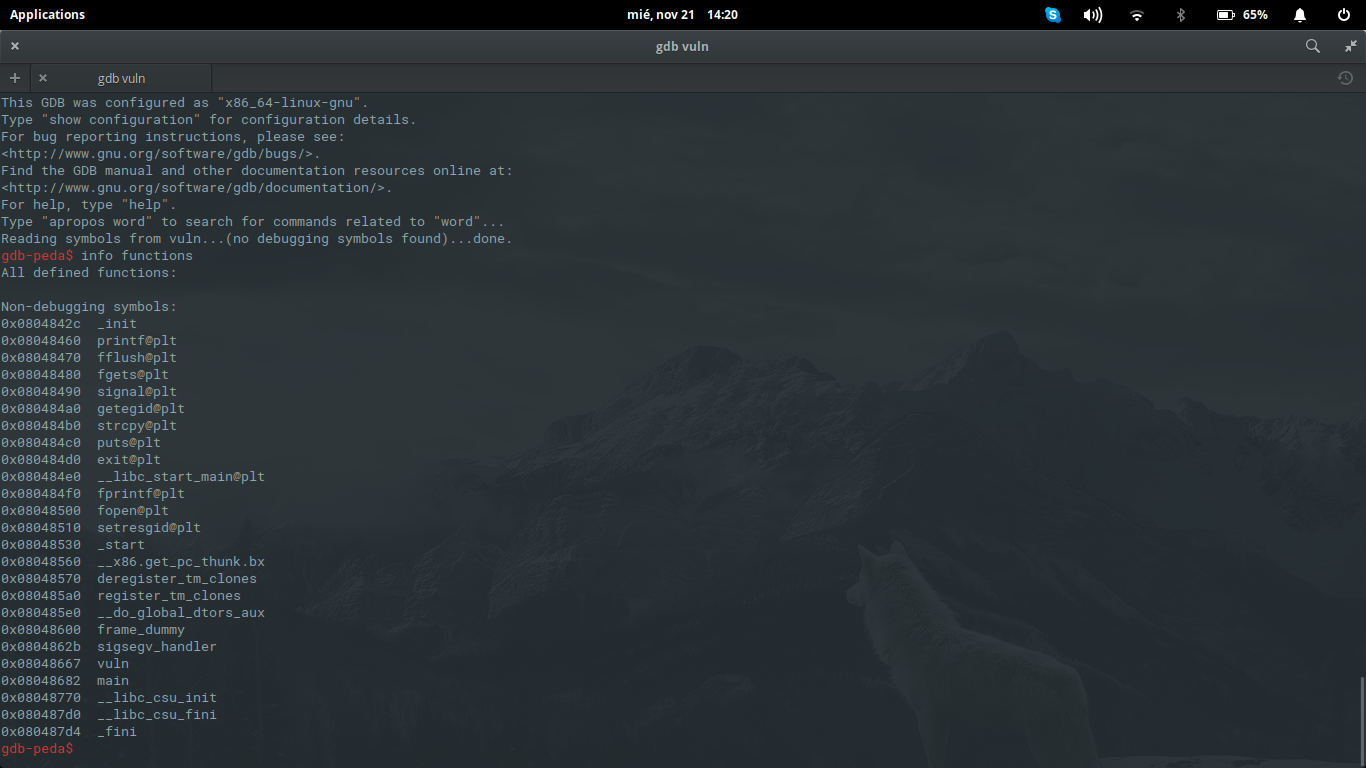 Applications mié, nov 21 14:20 65%
gdb vuln
gdb vuln
This GDB was configured as "x86_64-linux-gnu".
Type "show configuration" for configuration details.
For bug reporting instructions, please see:
<http://www.gnu.org/software/gdb/bugs/>.
Find the GDB manual and other documentation resources online at:
<http://www.gnu.org/software/gdb/documentation/>.
For help, type "help".
Type "apropos word" to search for commands related to "word"...
Reading symbols from vuln...(no debugging symbols found)...done.
gdb-peda$ info functions
All defined functions:

Non-debugging symbols:
0x0804842c  _init
0x08048460  printf@plt
0x08048470  fflush@plt
0x08048480  fgets@plt
0x08048490  signal@plt
0x080484a0  getegid@plt
0x080484b0  strcpy@plt
0x080484c0  puts@plt
0x080484d0  exit@plt
0x080484e0  __libc_start_main@plt
0x080484f0  fprintf@plt
0x08048500  fopen@plt
0x08048510  setresgid@plt
0x08048530  _start
0x08048560  __x86.get_pc_thunk.bx
0x08048570  deregister_tm_clones
0x080485a0  register_tm_clones
0x080485e0  __do_global_dtors_aux
0x08048600  frame_dummy
0x0804862b  sigsegv_handler
0x08048667  vuln
0x08048682  main
0x08048770  __libc_csu_init
0x080487d0  __libc_csu_fini
0x080487d4  _fini
gdb-peda$